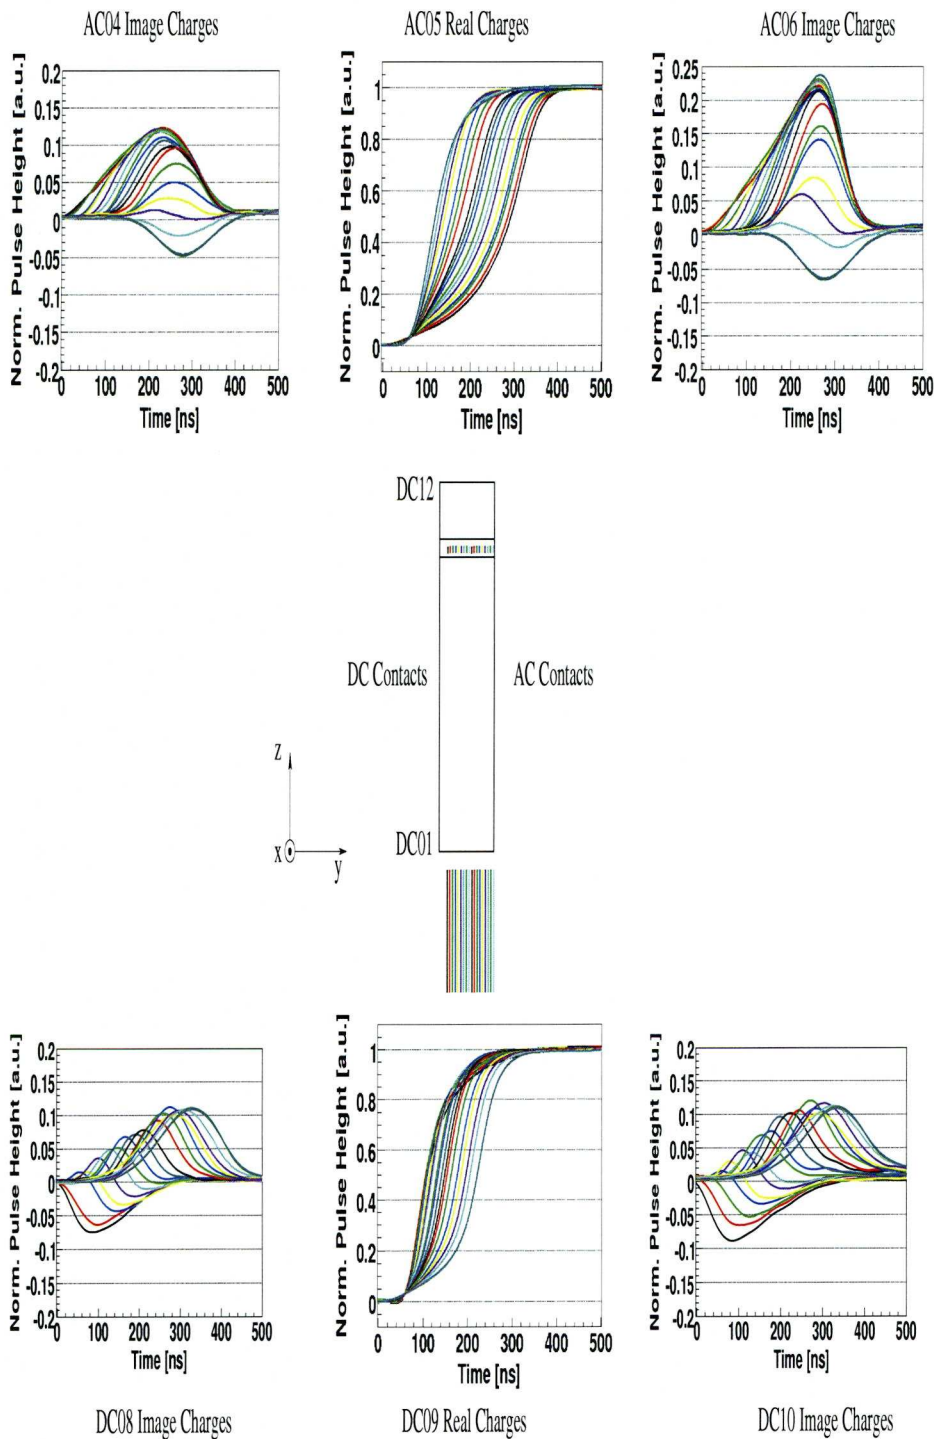 AC04 Image Charges
AC05 Real Charges
AC06 Image Charges
Norm. Pulse Height [a.u.]
0.2
0.15
0.1
0.05
0
-0.05
-0.1
-0.15
-0.2
0 100 200 300 400 500
Time [ns]
Norm. Pulse Height [a.u.]
1
0.8
0.6
0.4
0.2
0
0 100 200 300 400 500
Time [ns]
Norm. Pulse Height [a.u.]
0.25
0.2
0.15
0.1
0.05
0
-0.05
-0.1
-0.15
-0.2
0 100 200 300 400 500
Time [ns]
DC12
DC Contacts
AC Contacts
z
x
y
DC01
Norm. Pulse Height [a.u.]
0.2
0.15
0.1
0.05
0
-0.05
-0.1
-0.15
-0.2
0 100 200 300 400 500
Time [ns]
Norm. Pulse Height [a.u.]
1
0.8
0.6
0.4
0.2
0
0 100 200 300 400 500
Time [ns]
Norm. Pulse Height [a.u.]
0.2
0.15
0.1
0.05
0
-0.05
-0.1
-0.15
-0.2
0 100 200 300 400 500
Time [ns]
DC08 Image Charges
DC09 Real Charges
DC10 Image Charges